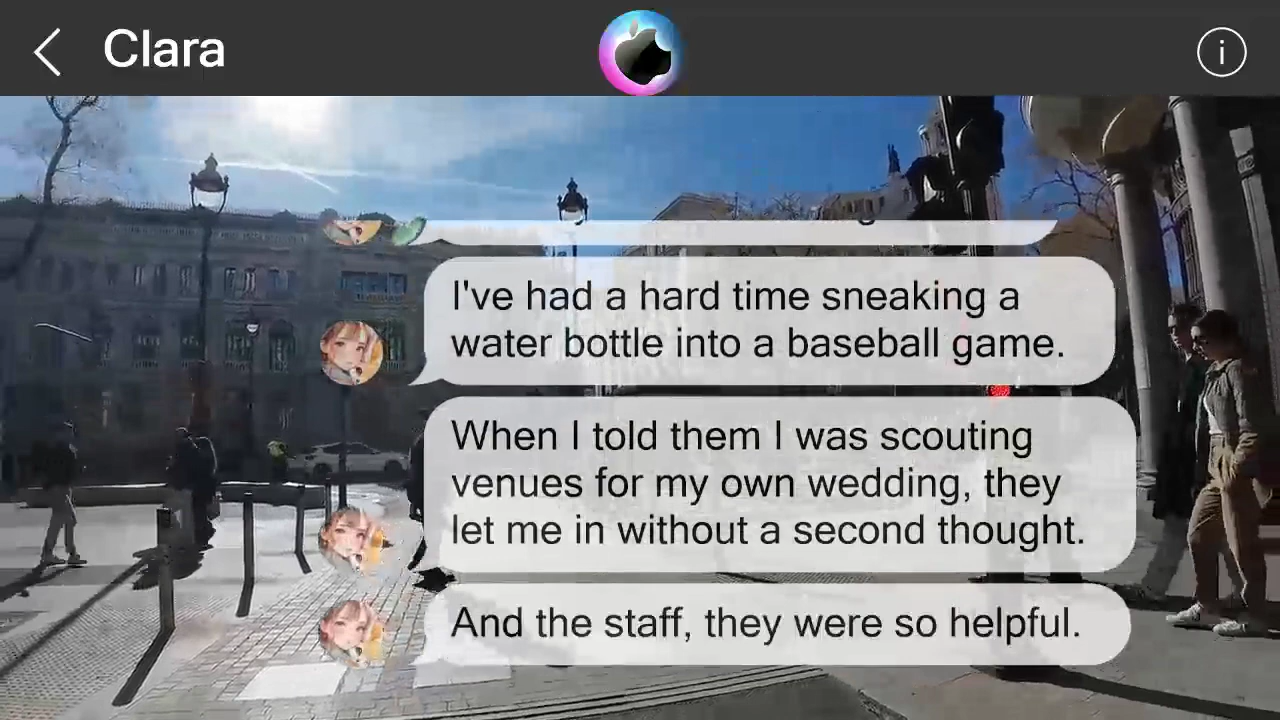 Clara
I've had a hard time sneaking a
water bottle into a baseball game.
When I told them I was scouting
venues for my own wedding, they
let me in without a second thought.
And the staff, they were so helpful.